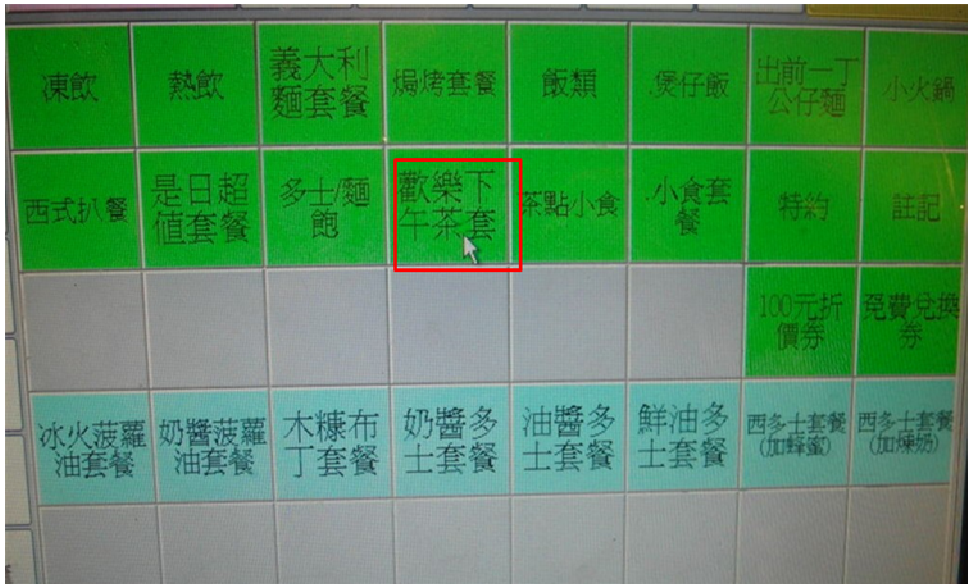 凍飲
熱飲
義大利
麵套餐
焗烤套餐
飯類
煲仔飯
出前一丁
公仔麵
小火鍋
西式扒餐
是日超
值套餐
多士/麵
飽
歡樂下
午茶套
茶點小食
小食套
餐
特約
註記
100元折
價券
免費兌換
券
冰火菠蘿
油套餐
奶醬菠蘿
油套餐
木糠布
丁套餐
奶醬多
士套餐
油醬多
士套餐
鮮油多
士套餐
西多士套餐
(加蜂蜜)
西多士套餐
(加煉奶)